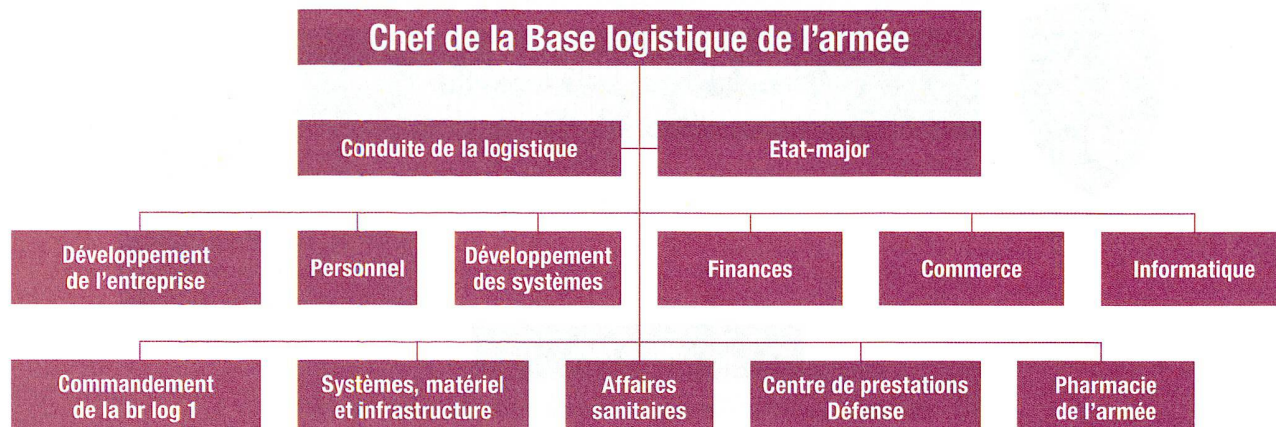 Chef de la Base logistique de l'armée
Conduite de la logistique
Etat-major
Développement
de l'entreprise
Personnel
Développement
des systèmes
Finances
Commerce
Informatique
Commandement
de la br log 1
Systèmes, matériel
et infrastructure
Affaires
sanitaires
Centre de prestations
Défense
Pharmacie
de l'armée